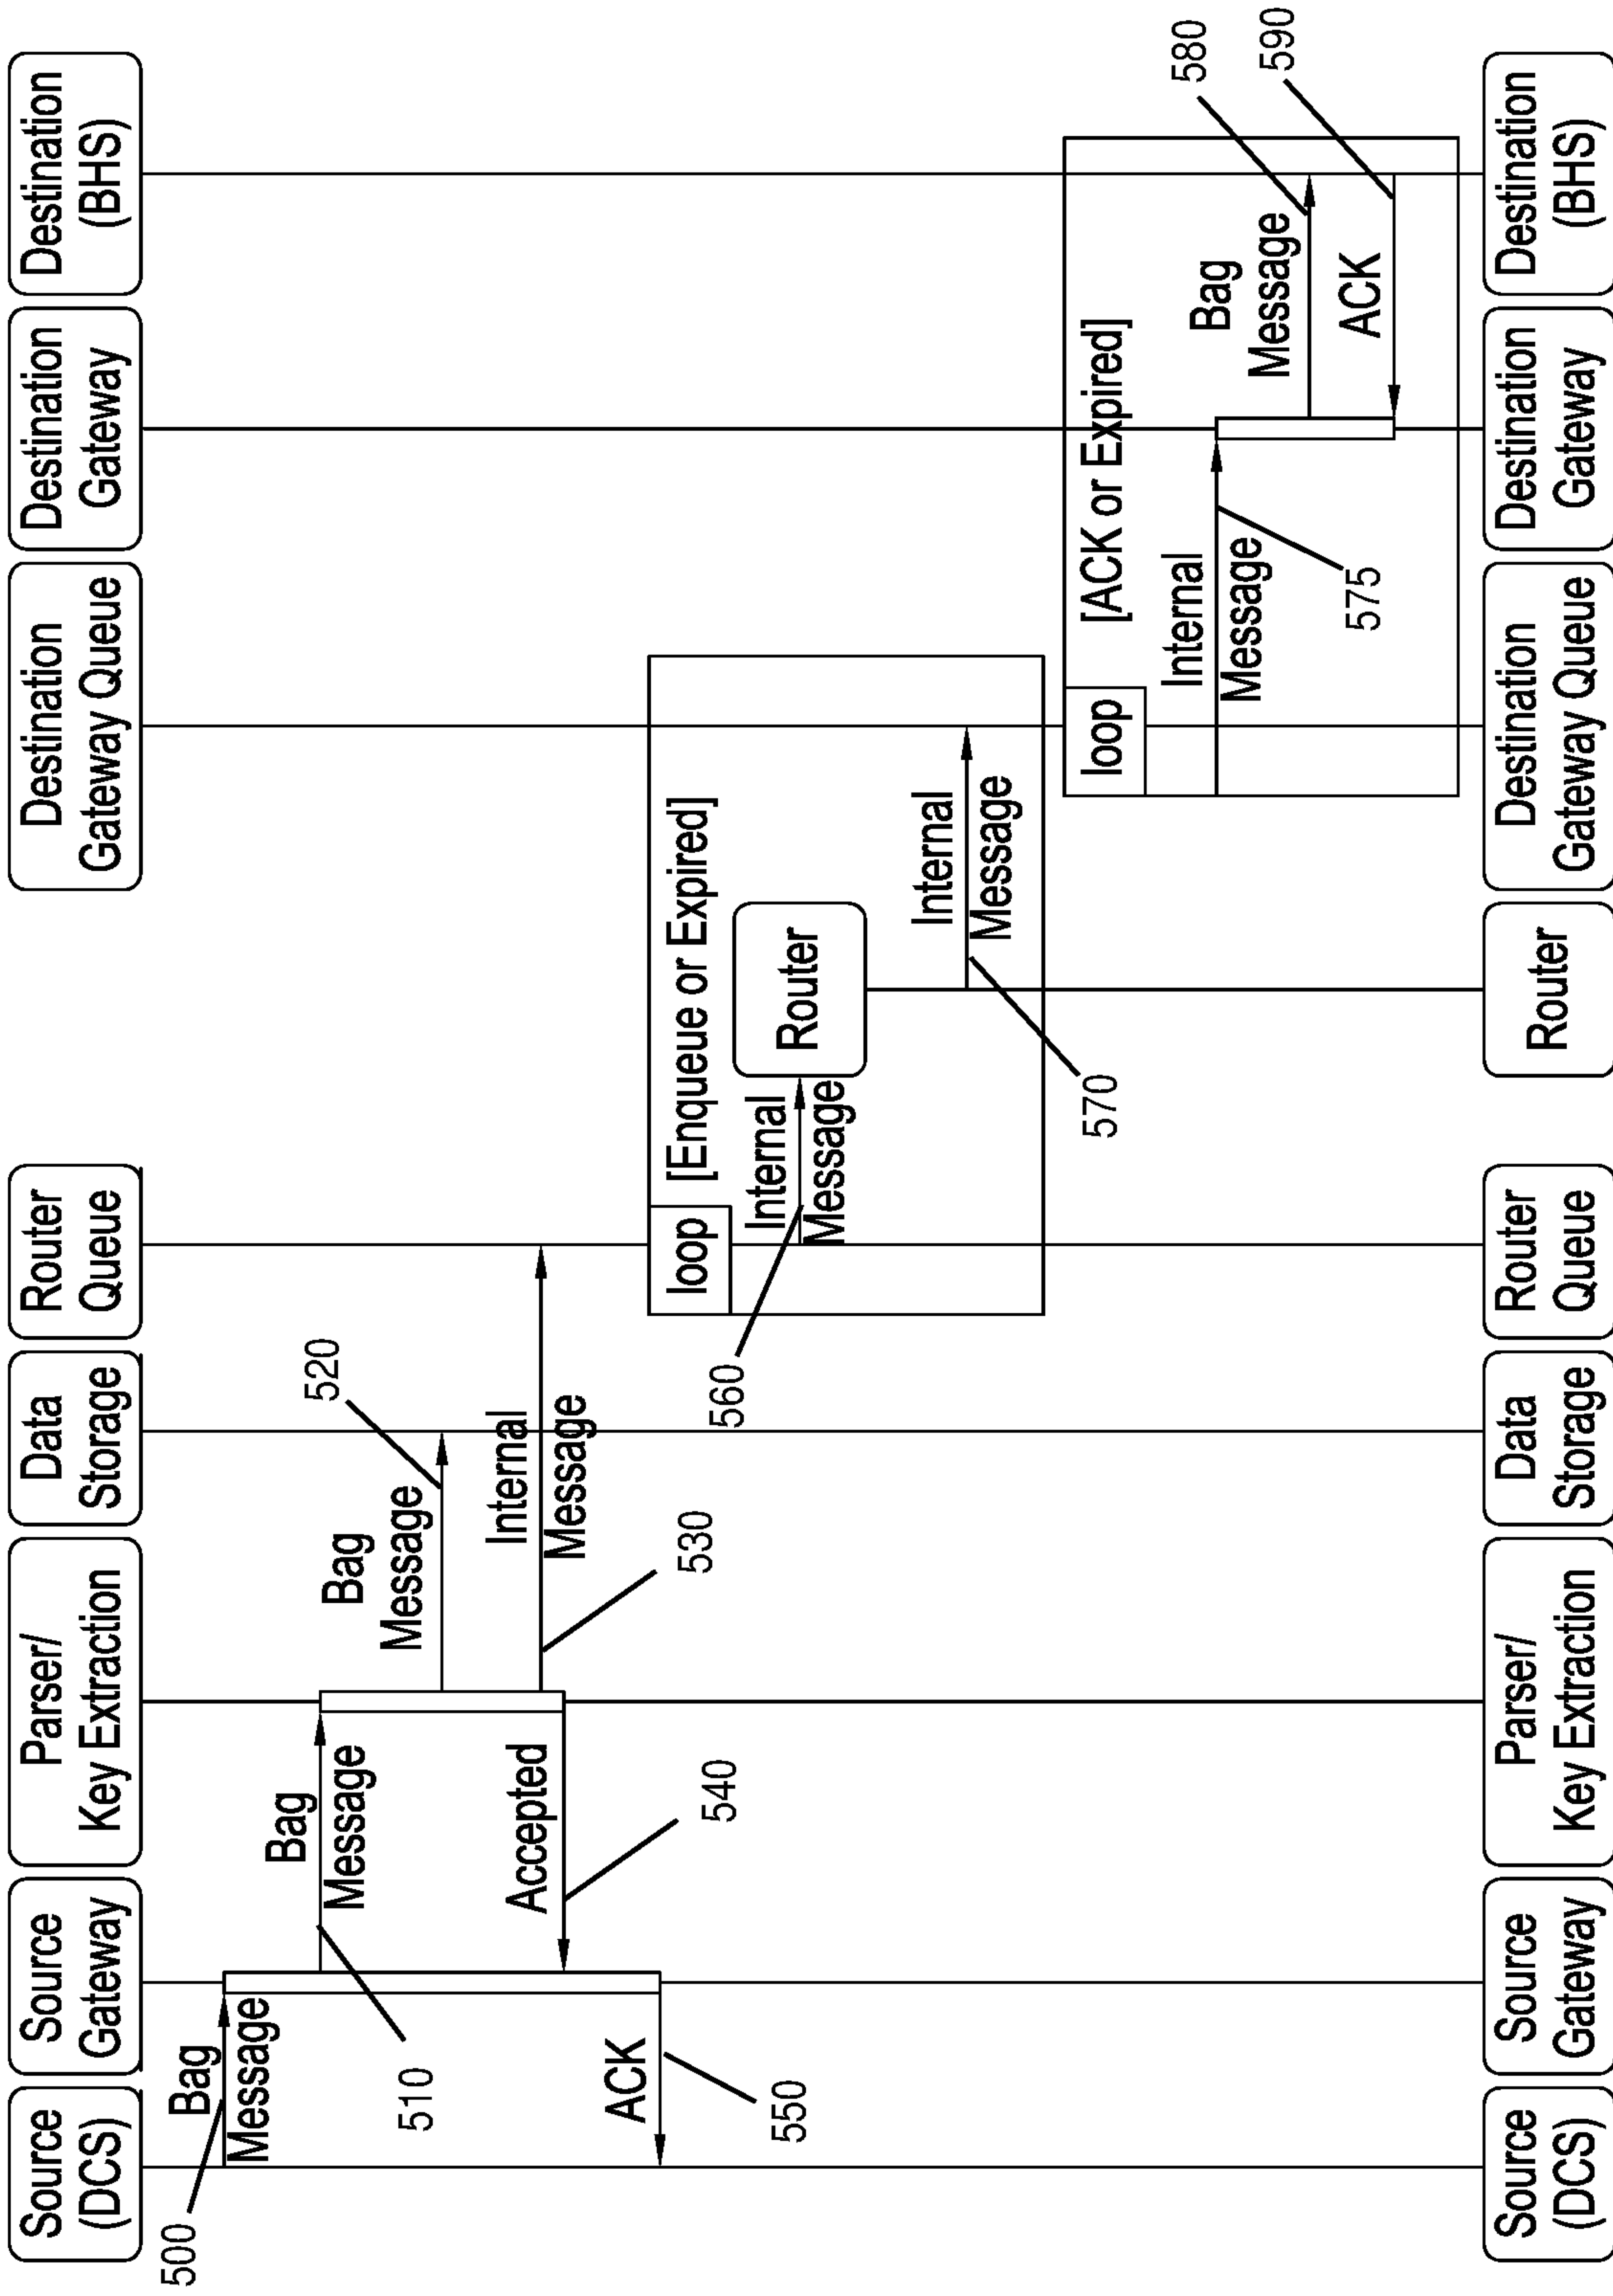 Source
(DCS)
Source
Gateway
Parser/
Key Extraction
Data
Storage
Router
Queue
Destination
Gateway Queue
Destination
Gateway
Destination
(BHS)
500
Bag
Message
510
Bag
Message
Bag
Message
520
Internal
Message
530
Accepted
540
ACK
550
loop
[Enqueue or Expired]
Internal
Message
560
Router
Internal
Message
570
loop
[ACK or Expired]
Internal
Message
575
Bag
Message
580
ACK
590
Source
(DCS)
Source
Gateway
Parser/
Key Extraction
Data
Storage
Router
Queue
Router
Destination
Gateway Queue
Destination
Gateway
Destination
(BHS)